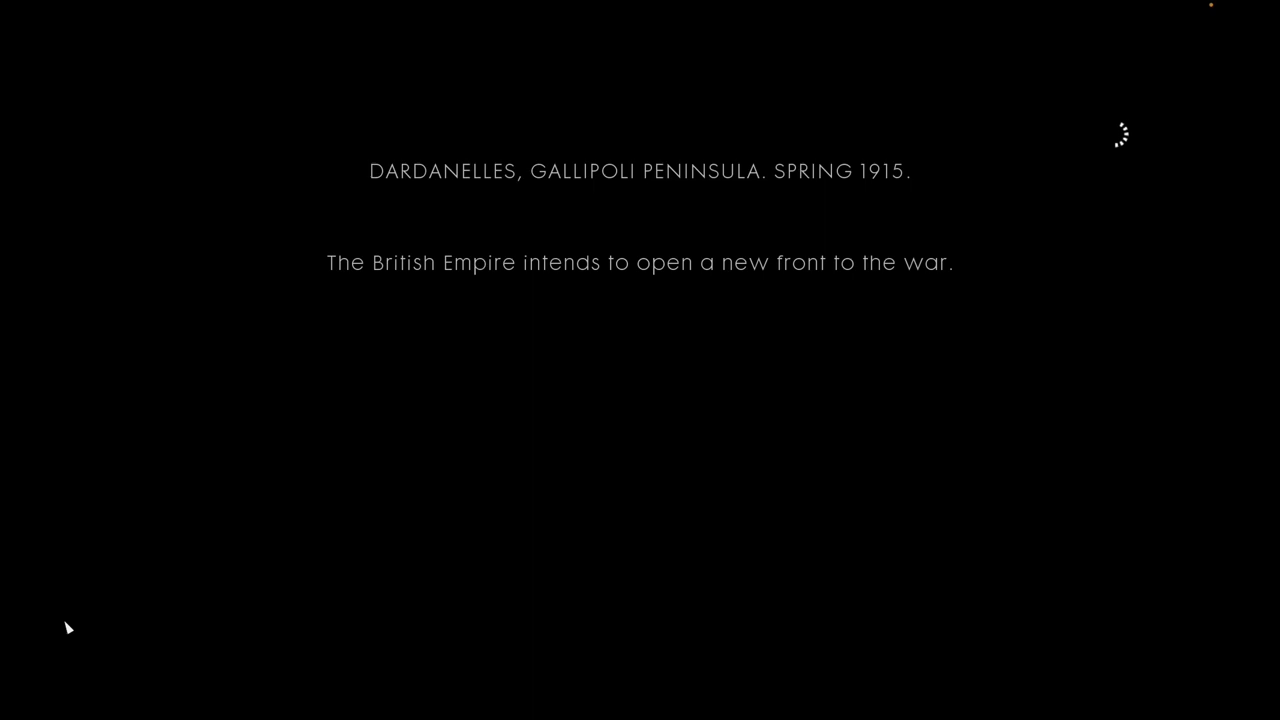 DARDANELLES, GALLIPOLI PENINSULA. SPRING 1915.
The British Empire intends to open a new front to the war.